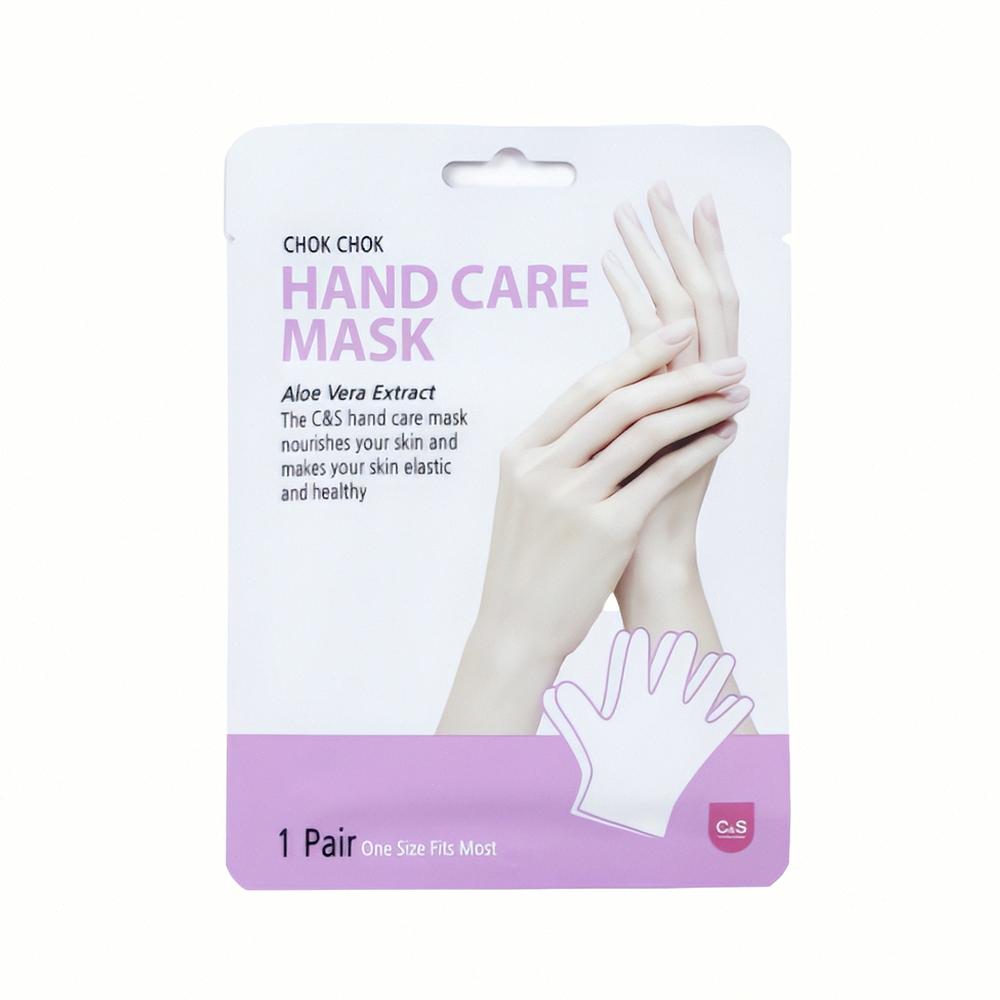 CHOK CHOK
HAND CARE
MASK
Aloe Vera Extract
The C&S hand care mask
nourishes your skin and
makes your skin elastic
and healthy
1 Pair One Size Fits Most
C&S